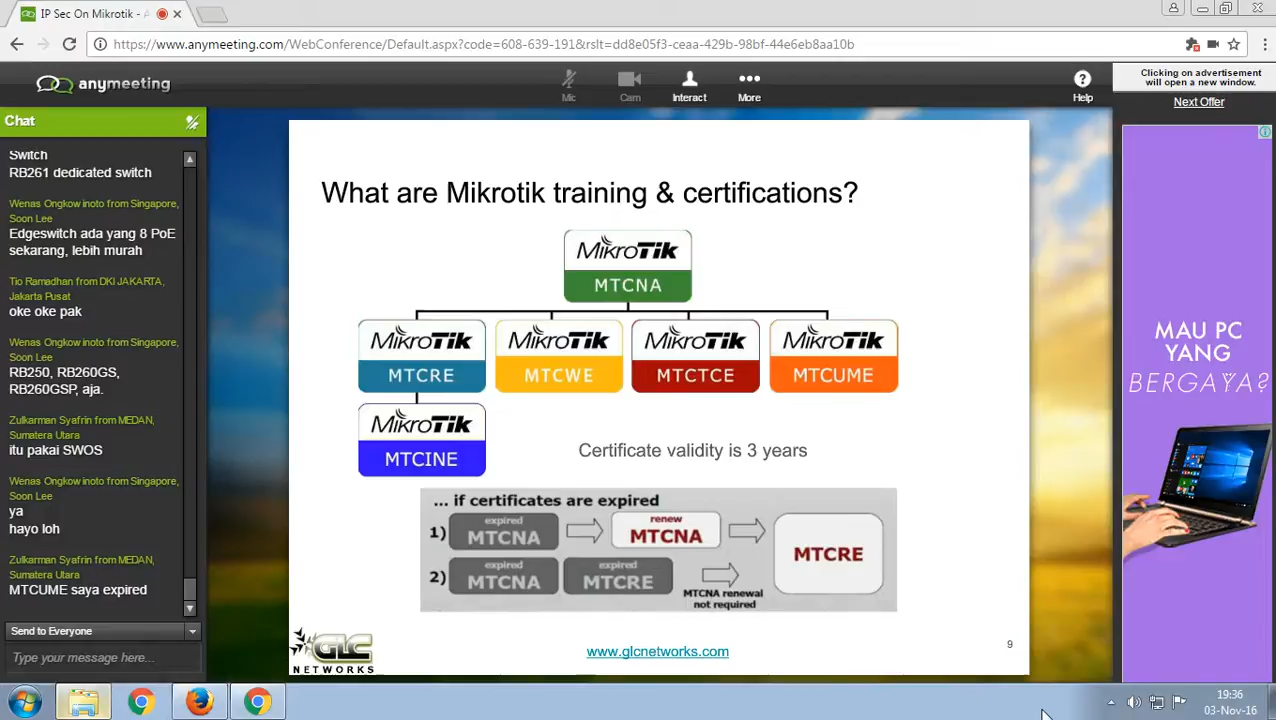 IP Sec On Mikrotik - A
https://www.anymeeting.com/WebConference/Default.aspx?code=608-639-191&rslt=dd8e05f3-ceaa-429b-98bf-44e6eb8aa10b
anymeeting
Mic
Cam
Interact
More
Help
Clicking on advertisement
will open a new window.
Next Offer
Chat
Switch
RB261 dedicated switch
Wenas Ongkow inoto from Singapore,
Soon Lee
Edgeswitch ada yang 8 PoE
sekarang, lebih murah
Tio Ramadhan from DKI JAKARTA,
Jakarta Pusat
oke oke pak
Wenas Ongkow inoto from Singapore,
Soon Lee
RB250, RB260GS,
RB260GSP, aja.
Zulkarman Syafrin from MEDAN,
Sumatera Utara
itu pakai SWOS
Wenas Ongkow inoto from Singapore,
Soon Lee
ya
hayo loh
Zulkarman Syafrin from MEDAN,
Sumatera Utara
MTCUME saya expired
Send to Everyone
Type your message here...
What are Mikrotik training & certifications?
MikroTik
MTCNA
MikroTik
MTCRE
MikroTik
MTCWE
MikroTik
MTCTCE
MikroTik
MTCUME
MikroTik
MTCINE
Certificate validity is 3 years
... if certificates are expired
1)
expired
MTCNA
renew
MTCNA
MTCRE
2)
expired
MTCNA
expired
MTCRE
MTCNA renewal
not required
GLC
NETWORKS
www.glcnetworks.com
9
MAU PC
YANG
BERGAYA?
19:36
03-Nov-16